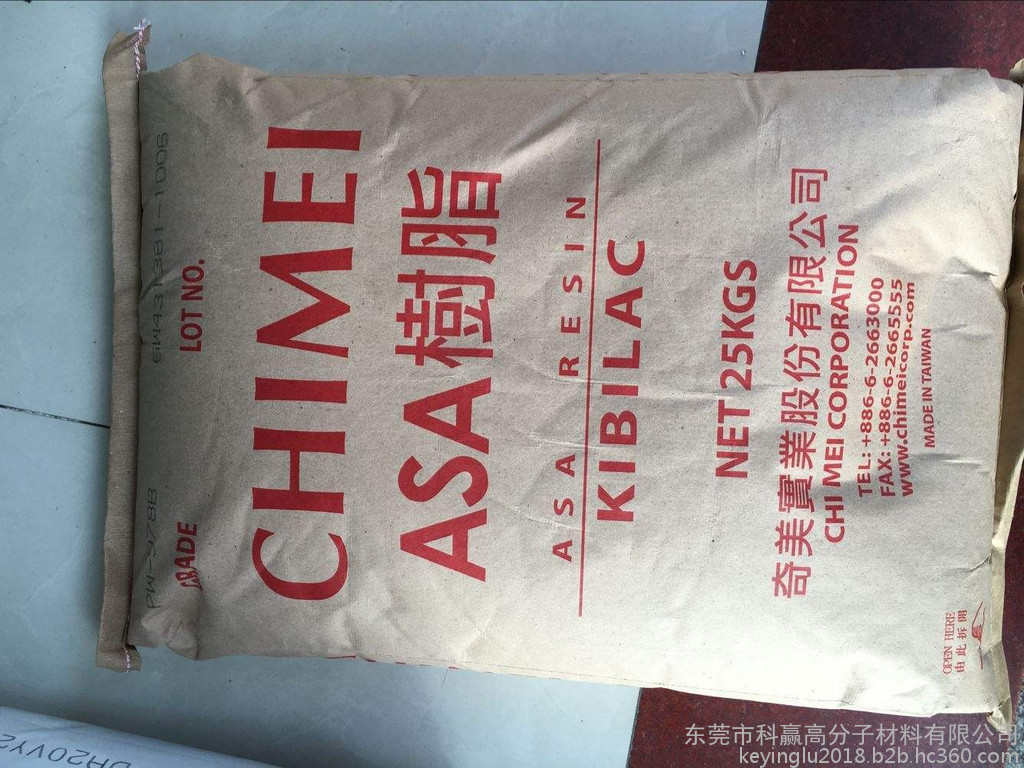 PW-978B
6W431381-1006
GRADE
LOT NO.
CHIMEI
ASA樹脂
ASA RESIN
KIBILAC
NET 25KGS
奇美實業股份有限公司
CHI MEI CORPORATION
TEL: +886-6-2663000
FAX: +886-6-2665555
www.chimeicorp.com
MADE IN TAIWAN
OPEN HERE
由此拆開
东莞市科赢高分子材料有限公司
keyinglu2018.b2b.hc360.com